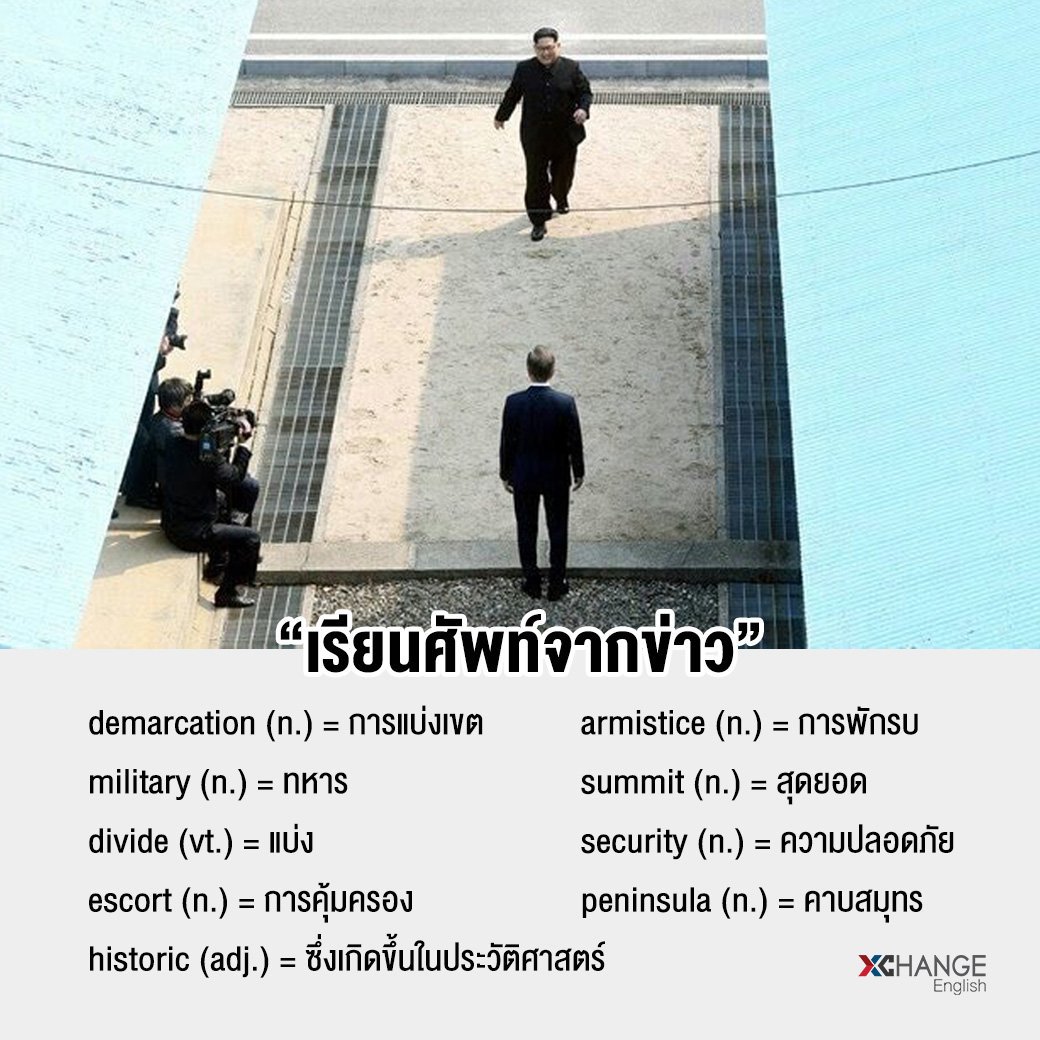 “เรียนศัพท์จากข่าว”
demarcation (n.) = การแบ่งเขต
military (n.) = ทหาร
divide (vt.) = แบ่ง
escort (n.) = การคุ้มครอง
historic (adj.) = ซึ่งเกิดขึ้นในประวัติศาสตร์
armistice (n.) = การพักรบ
summit (n.) = สุดยอด
security (n.) = ความปลอดภัย
peninsula (n.) = คาบสมุทร
XCHANGE
English